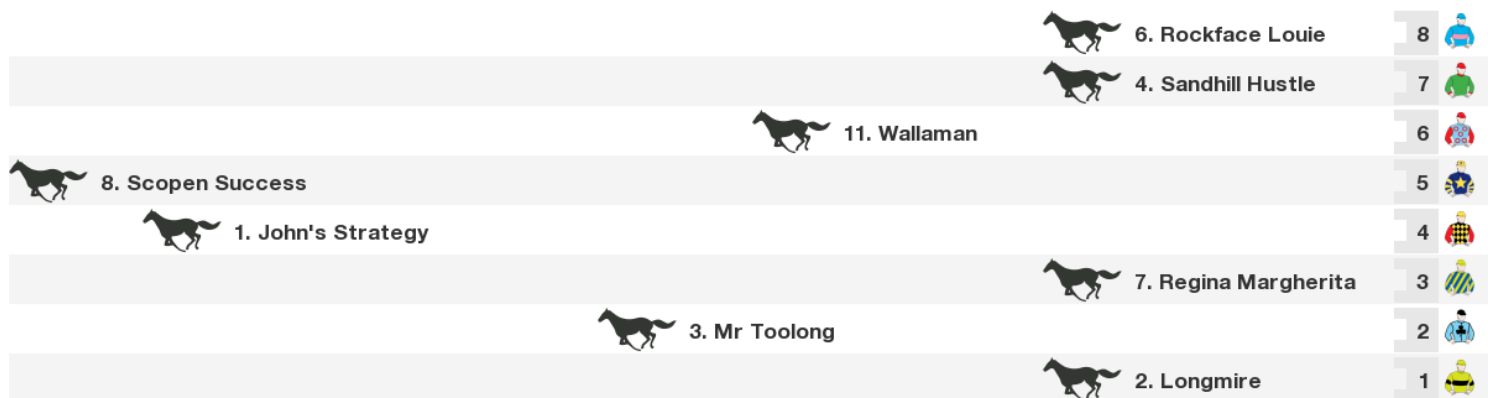 6. Rockface Louie 8
4. Sandhill Hustle 7
11. Wallaman 6
8. Scopen Success 5
1. John's Strategy 4
7. Regina Margherita 3
3. Mr Toolong 2
2. Longmire 1